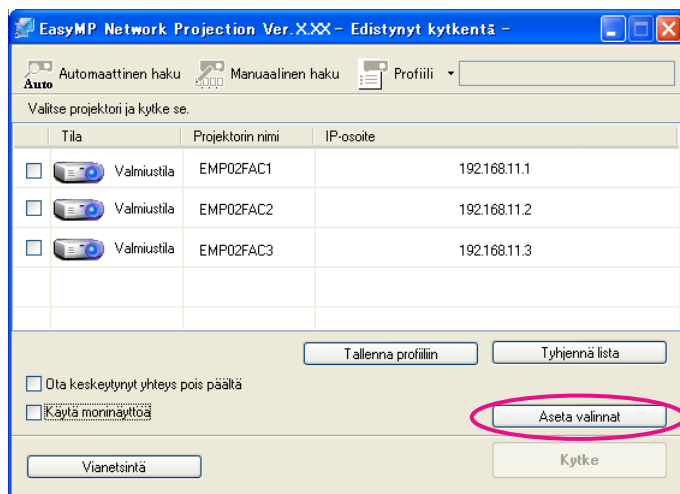 EasyMP Network Projection Ver.X.XX – Edistynyt kytkentä –
Auto Automaattinen haku Manuaalinen haku Profiili
Valitse projektori ja kytke se.
Tila Projektorin nimi IP-osoite
Valmiustila EMP02FAC1 192.168.11.1
Valmiustila EMP02FAC2 192.168.11.2
Valmiustila EMP02FAC3 192.168.11.3
Tallenna profiiliin Tyhjennä lista
Ota keskeytynyt yhteys pois päältä
Käytä moninäyttöä Aseta valinnat
Vianetsintä Kytke